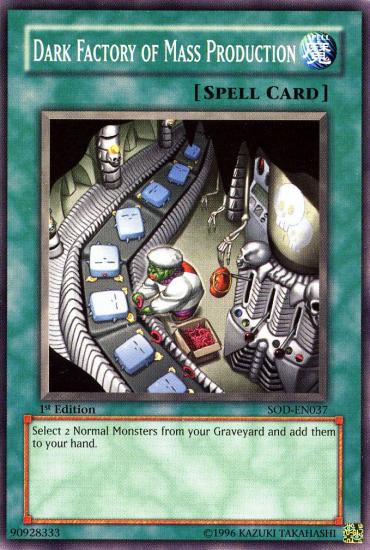 DARK FACTORY OF MASS PRODUCTION 魔
[SPELL CARD]
1st Edition SOD-EN037
Select 2 Normal Monsters from your Graveyard and add them
to your hand.
90928333 ©1996 KAZUKI TAKAHASHI